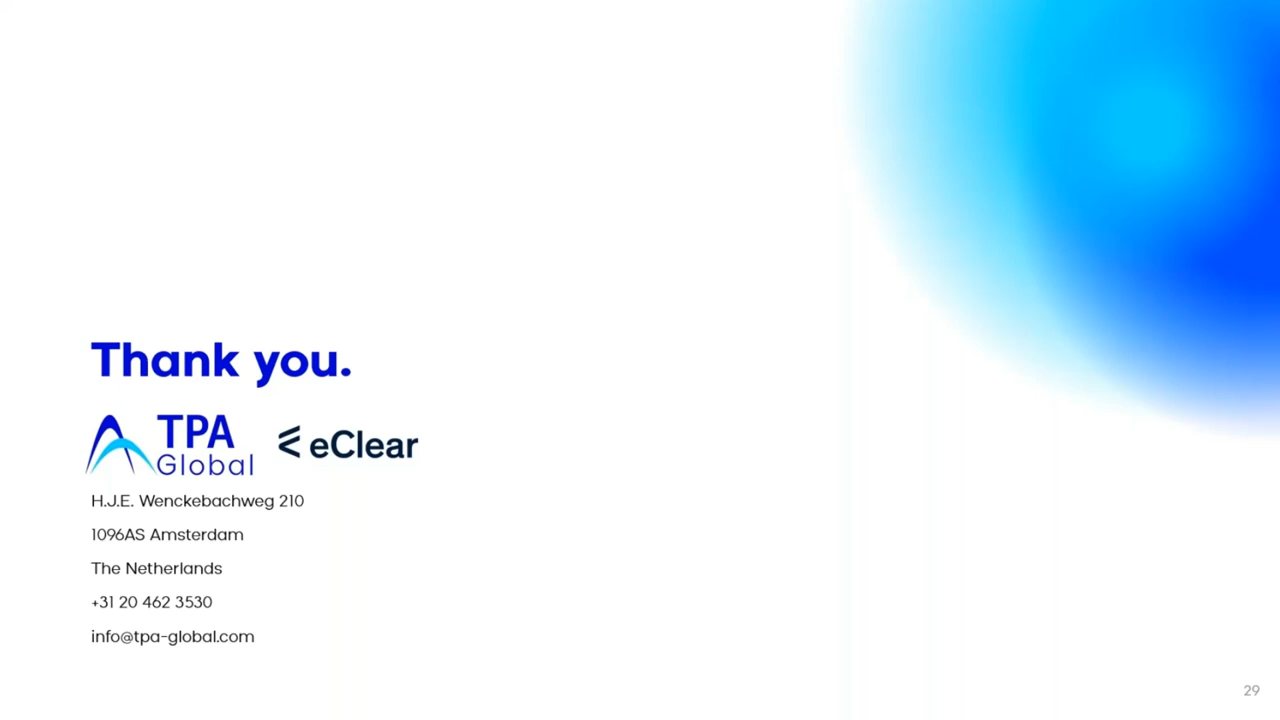 Thank you.
TPA
Global
eClear
H.J.E. Wenckebachweg 210
1096AS Amsterdam
The Netherlands
+31 20 462 3530
info@tpa-global.com
29